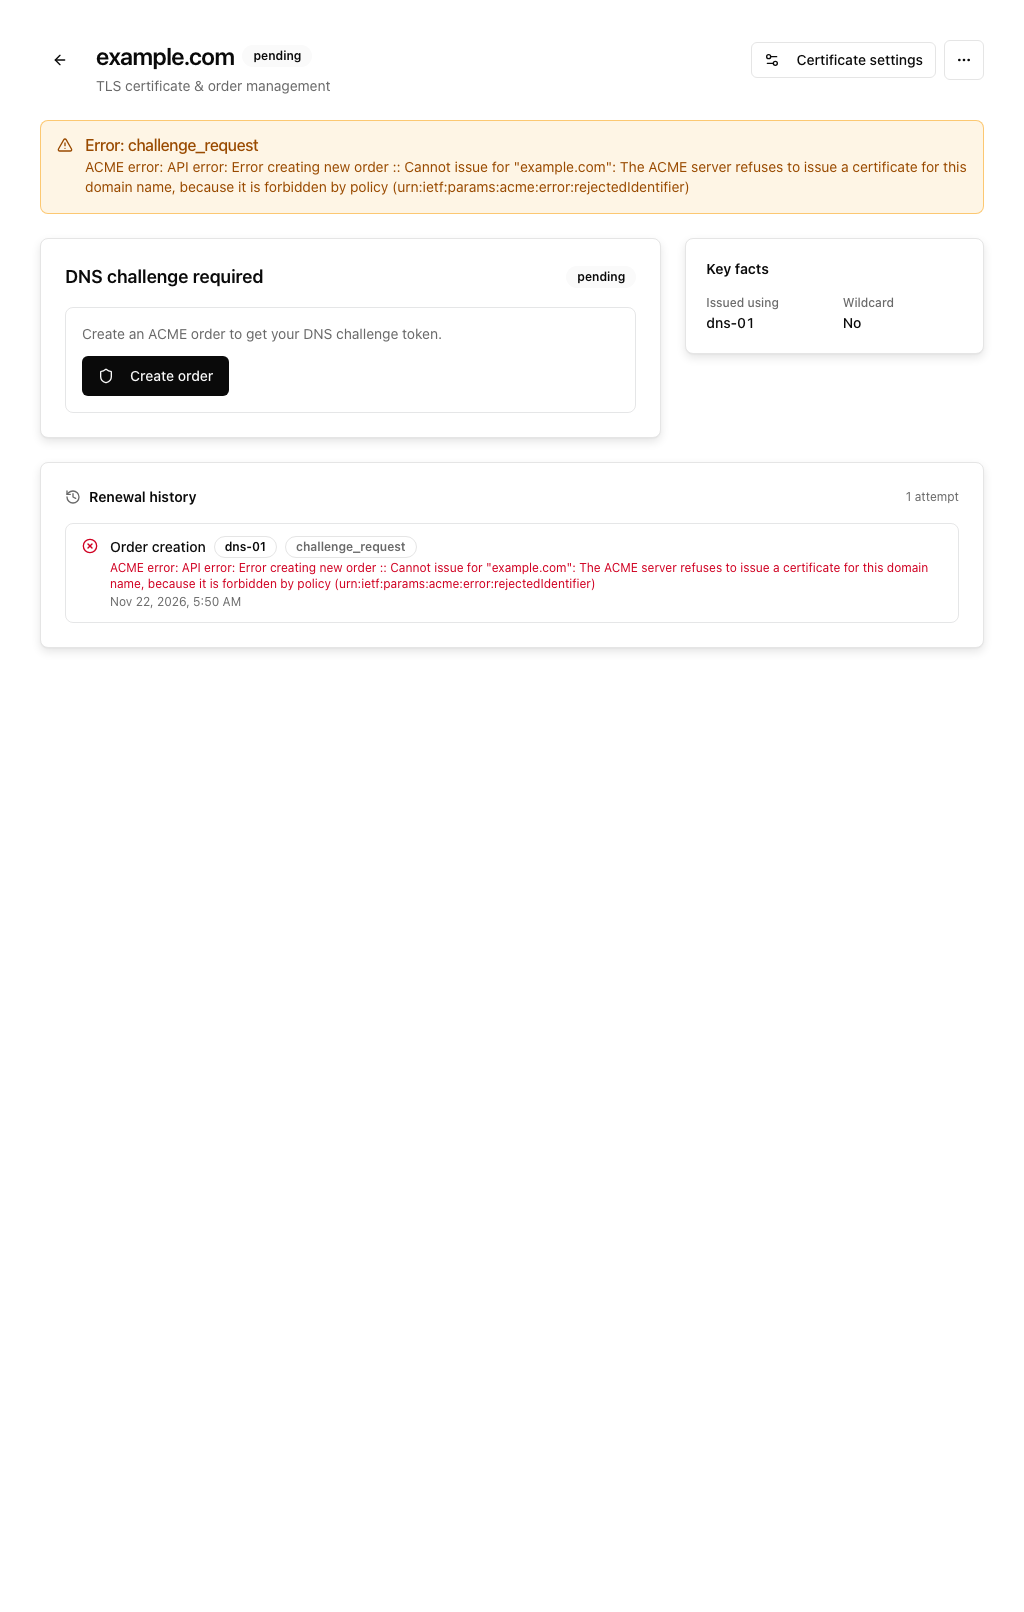 example.com
pending
TLS certificate & order management
Certificate settings
Error: challenge_request
ACME error: API error: Error creating new order :: Cannot issue for "example.com": The ACME server refuses to issue a certificate for this
domain name, because it is forbidden by policy (urn:ietf:params:acme:error:rejectedIdentifier)
DNS challenge required
pending
Create an ACME order to get your DNS challenge token.
Create order
Key facts
Issued using
Wildcard
dns-01
No
Renewal history
1 attempt
Order creation
dns-01
challenge_request
ACME error: API error: Error creating new order :: Cannot issue for "example.com": The ACME server refuses to issue a certificate for this domain
name, because it is forbidden by policy (urn:ietf:params:acme:error:rejectedIdentifier)
Nov 22, 2026, 5:50 AM